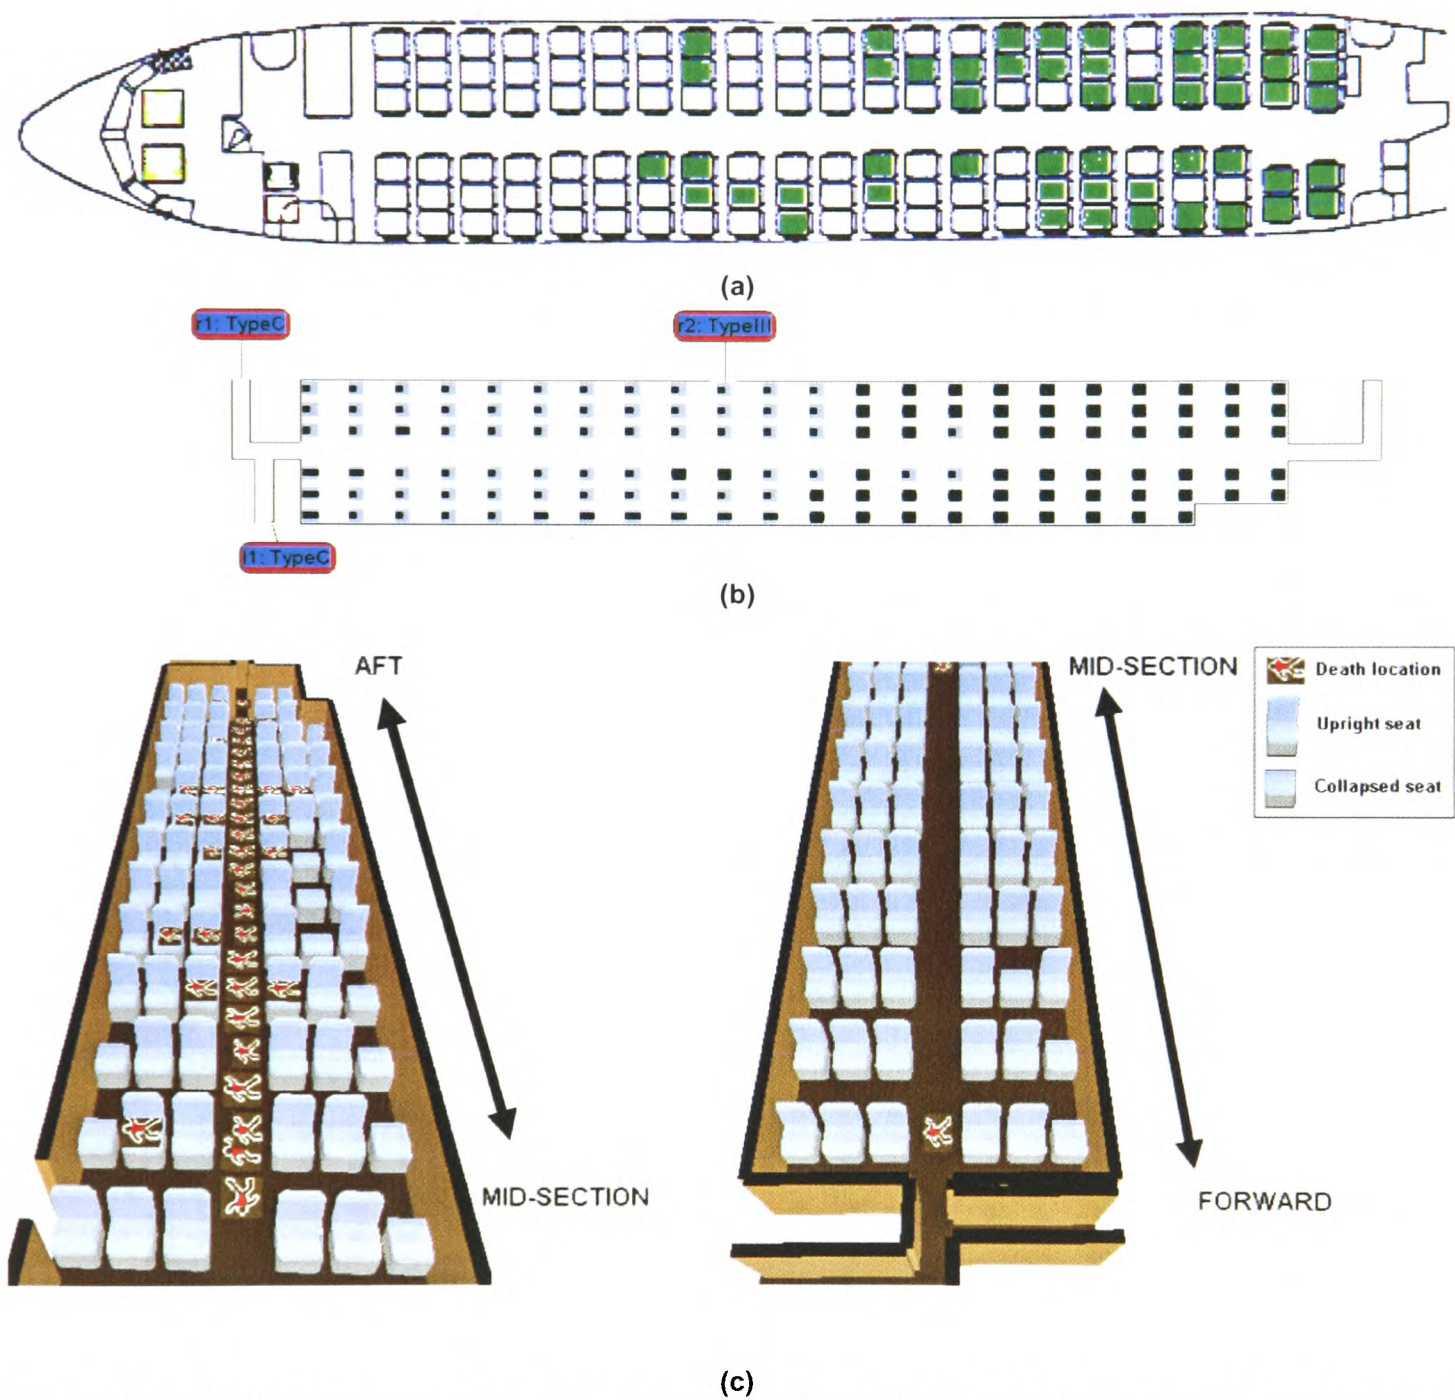 (a)
r1: TypeC
r2: TypeIII
l1: TypeC
(b)
AFT
MID-SECTION
MID-SECTION
FORWARD
Death location
Upright seat
Collapsed seat
(c)